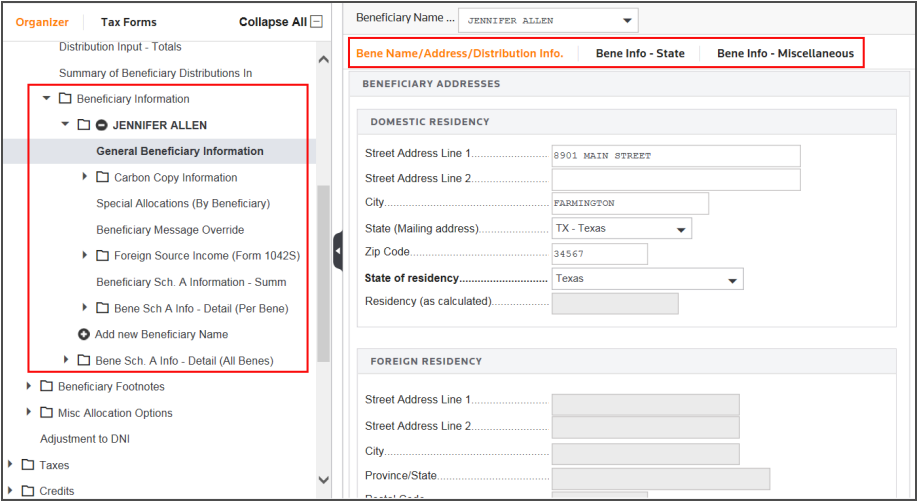 Organizer
Tax Forms
Collapse All
Distribution Input - Totals
Summary of Beneficiary Distributions In
Beneficiary Information
JENNIFER ALLEN
General Beneficiary Information
Carbon Copy Information
Special Allocations (By Beneficiary)
Beneficiary Message Override
Foreign Source Income (Form 1042S)
Beneficiary Sch. A Information - Summ
Bene Sch A Info - Detail (Per Bene)
Add new Beneficiary Name
Bene Sch. A Info - Detail (All Benes)
Beneficiary Footnotes
Misc Allocation Options
Adjustment to DNI
Taxes
Credits
Beneficiary Name ... JENNIFER ALLEN
Bene Name/Address/Distribution Info.
Bene Info - State
Bene Info - Miscellaneous
BENEFICIARY ADDRESSES
DOMESTIC RESIDENCY
Street Address Line 1 8901 MAIN STREET
Street Address Line 2
City FARMINGTON
State (Mailing address) TX - Texas
Zip Code 34567
State of residency Texas
Residency (as calculated)
FOREIGN RESIDENCY
Street Address Line 1
Street Address Line 2
City
Province/State
Postal Code